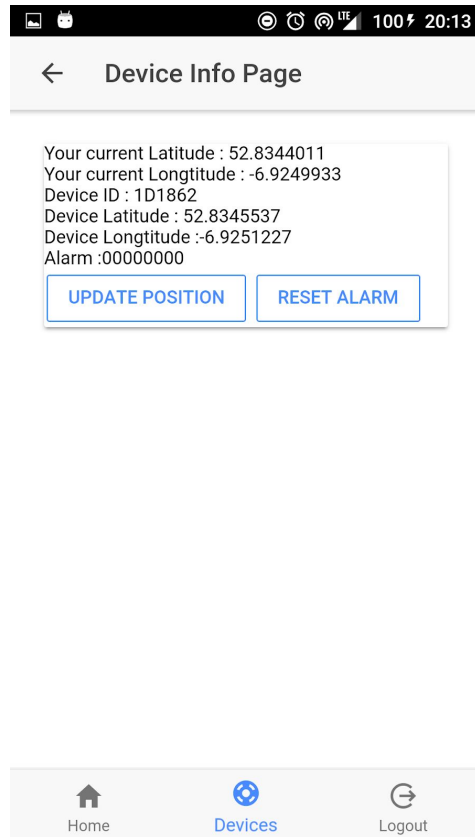 LTE 100 20:13
Device Info Page
Your current Latitude : 52.8344011
Your current Longtitude : -6.9249933
Device ID : 1D1862
Device Latitude : 52.8345537
Device Longtitude :-6.9251227
Alarm :00000000
UPDATE POSITION RESET ALARM
Home Devices Logout